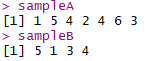 > sampleA
[1] 1 5 4 2 4 6 3
> sampleB
[1] 5 1 3 4